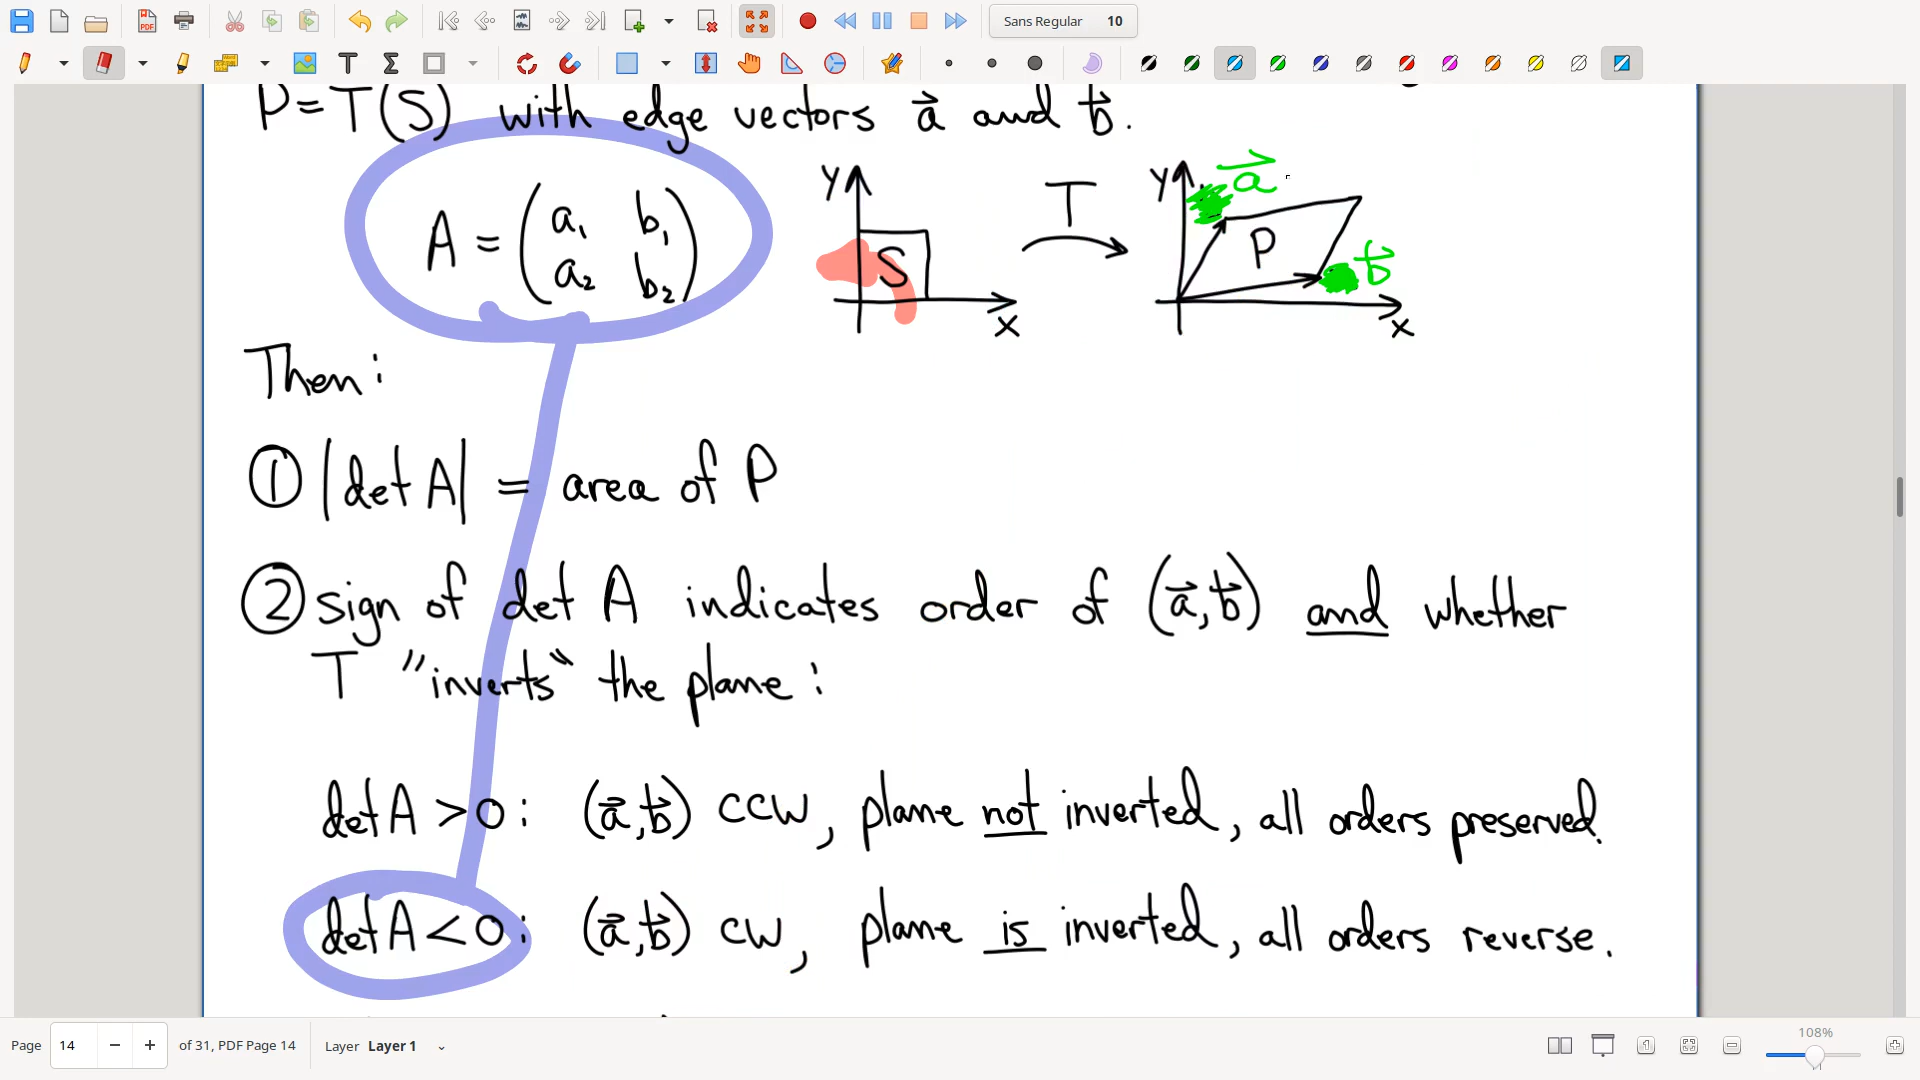 Sans Regular 10
P=T(S) with edge vectors a⃗ and b⃗.
A = (a₁ b₁
a₂ b₂)
y
S
x
T
y
a⃗
P
b⃗
x
Then:
① |det A| = area of P
② sign of det A indicates order of (a⃗,b⃗) and whether
T "inverts" the plane:
det A > 0: (a⃗,b⃗) CCW, plane not inverted, all orders preserved.
det A < 0: (a⃗,b⃗) CW, plane is inverted, all orders reverse.
Page 14 of 31, PDF Page 14 Layer Layer 1 108%